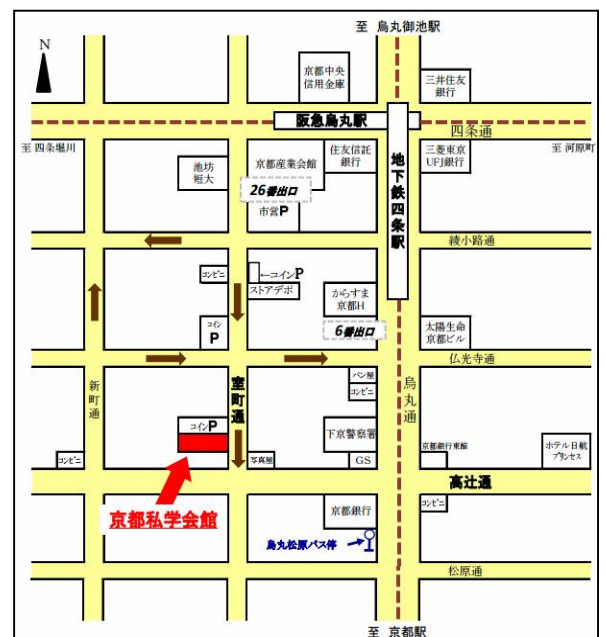 至 烏丸御池駅
N
京都中央
信用金庫
三井住友
銀行
阪急烏丸駅
四条通
至 四条堀川
至 河原町
池坊
短大
京都産業会館
住友信託
銀行
三菱東京
UFJ銀行
26番出口
市営P
地下鉄四条駅
綾小路通
コンビニ
←コインP
ストアデポ
からすま
京都H
コイン
P
6番出口
太陽生命
京都ビル
仏光寺通
新町通
室町通
烏丸通
パン屋
コンビニ
コインP
下京警察署
京都銀行東館
ホテル日航
プリンセス
コンビニ
写真屋
GS
高辻通
京都私学会館
京都銀行
コンビニ
烏丸松原バス停
松原通
至 京都駅